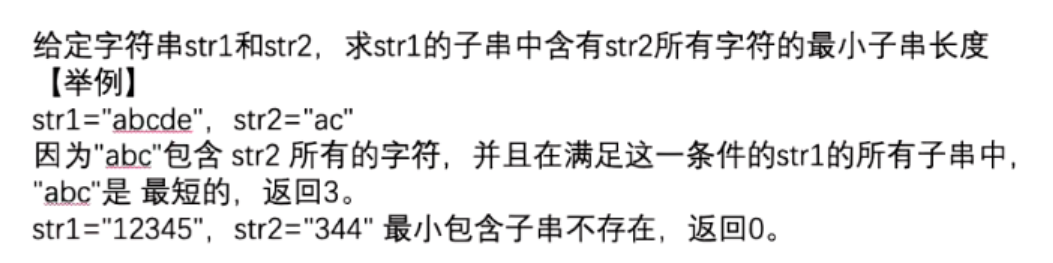 给定字符串str1和str2，求str1的子串中含有str2所有字符的最小子串长度
【举例】
str1="abcde"，str2="ac"
因为"abc"包含 str2 所有的字符，并且在满足这一条件的str1的所有子串中，
"abc"是 最短的，返回3。
str1="12345"，str2="344" 最小包含子串不存在，返回0。